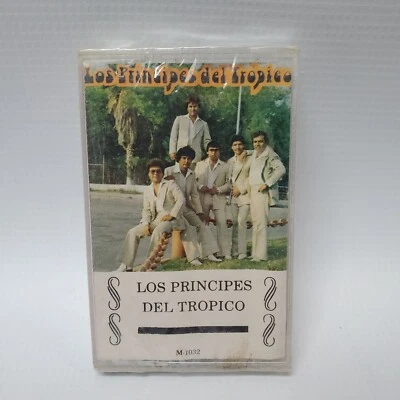 Los Principes del Tropico
LOS PRINCIPES
DEL TROPICO
M-1032